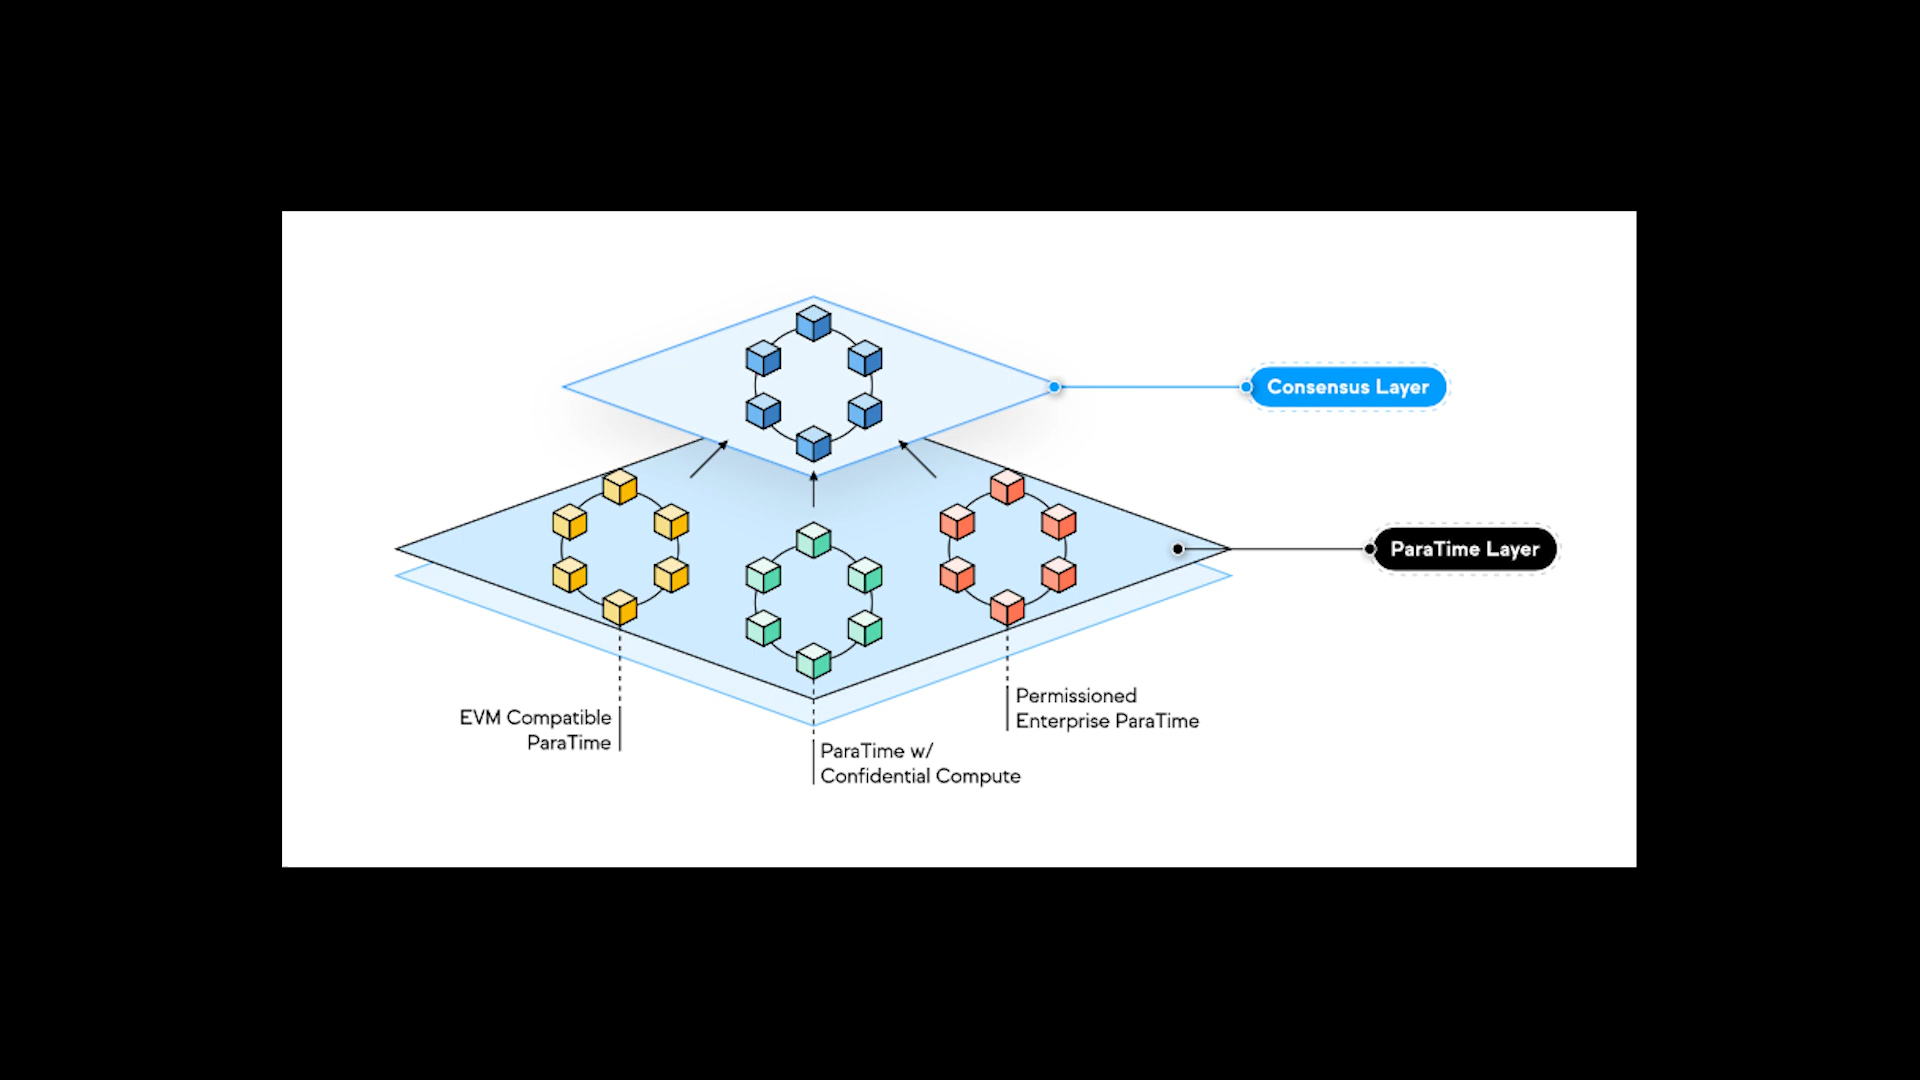 Consensus Layer
ParaTime Layer
EVM Compatible
ParaTime
ParaTime w/
Confidential Compute
Permissioned
Enterprise ParaTime